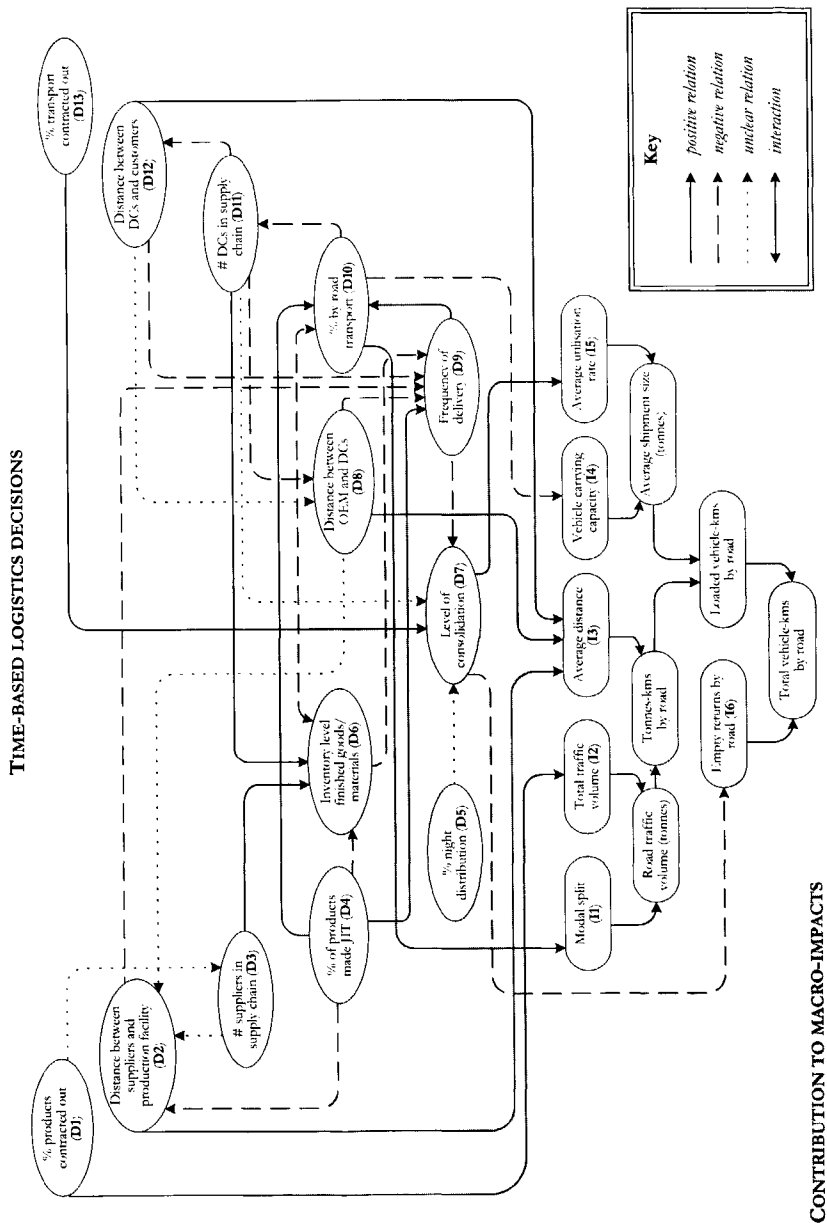 TIME-BASED LOGISTICS DECISIONS
% products
contracted out
(D1)
Distance between
suppliers and
production facility
(D2)
# suppliers in
supply chain (D3)
% of products
made JIT (D4)
% night
distribution (D5)
Inventory level
finished goods/
materials (D6)
Level of
consolidation (D7)
Distance between
OEM and DCs
(D8)
Frequency of
delivery (D9)
% by road
transport (D10)
# DCs in supply
chain (D11)
Distance between
DCs and customers
(D12)
% transport
contracted out
(D13)
Modal split
(I1)
Total traffic
volume (I2)
Average distance
(I3)
Vehicle carrying
capacity (I4)
Average utilisation
rate (I5)
Road traffic
volume (tonnes)
Tonnes-kms
by road
Average shipment size
(tonnes)
Empty returns by
road (I6)
Loaded vehicle-kms
by road
Total vehicle-kms
by road
Key
positive relation
negative relation
unclear relation
interaction
CONTRIBUTION TO MACRO-IMPACTS